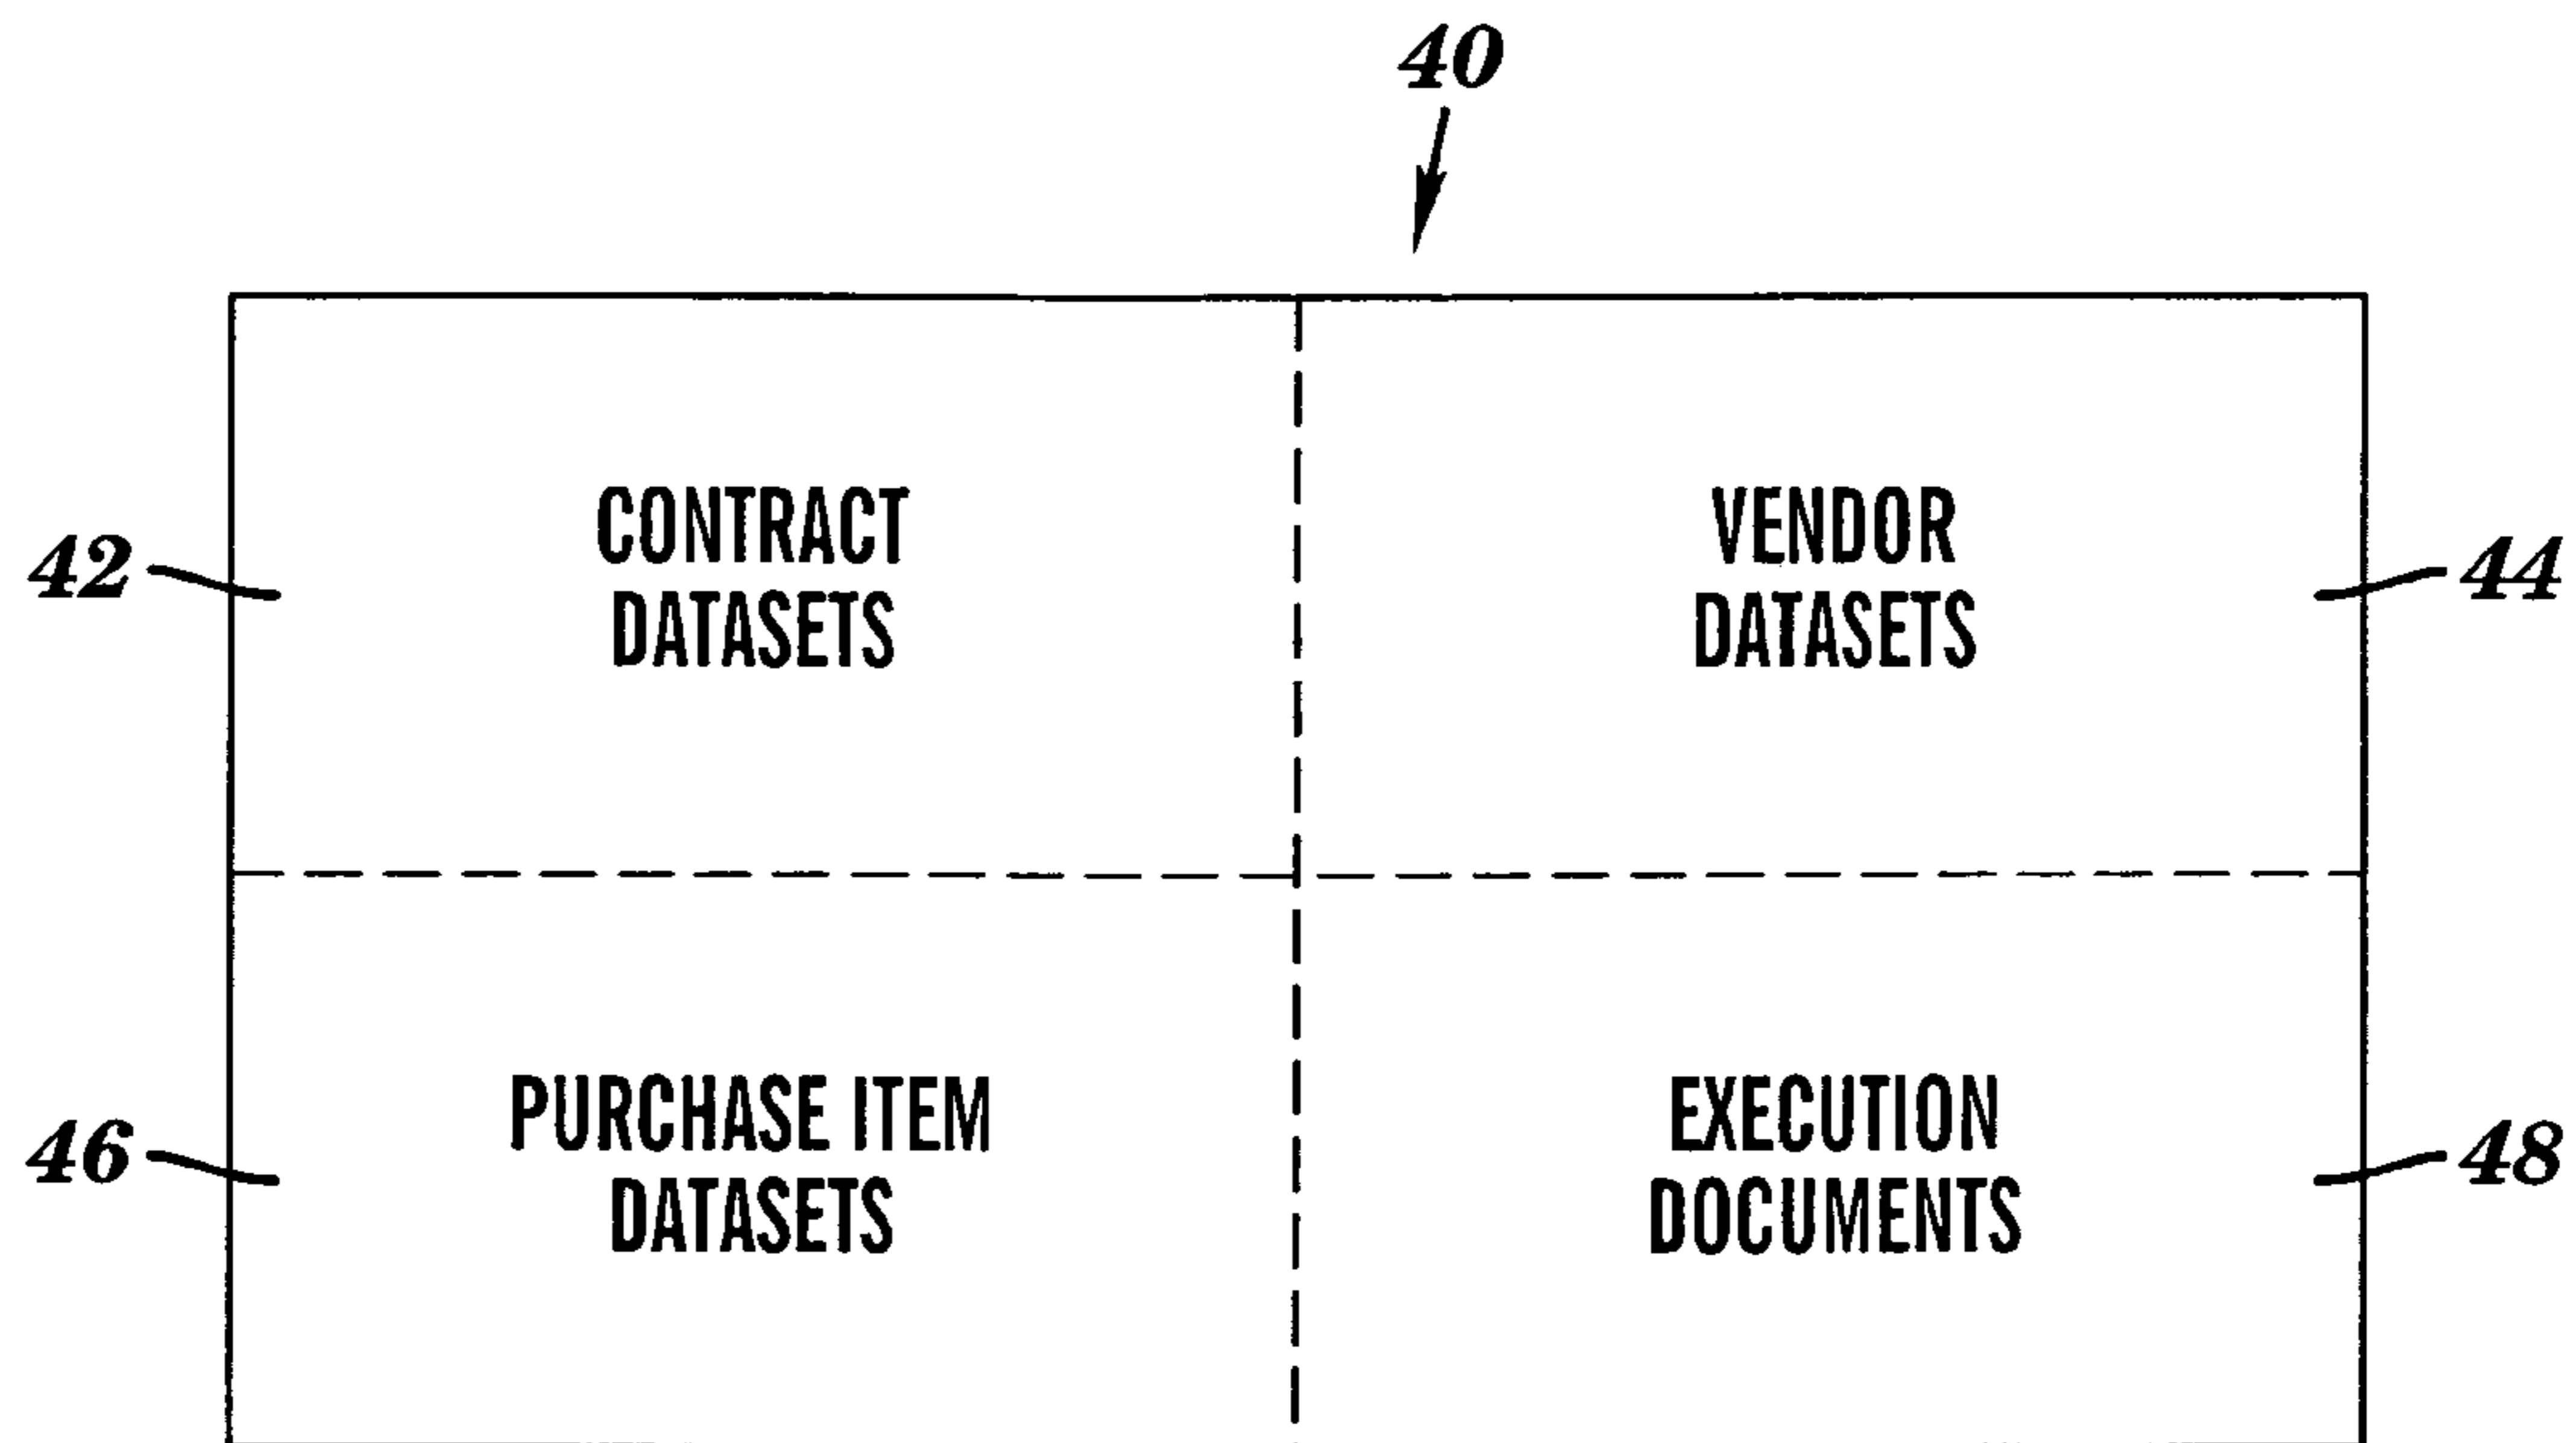 40
CONTRACT
DATASETS
VENDOR
DATASETS
42
44
PURCHASE ITEM
DATASETS
EXECUTION
DOCUMENTS
46
48